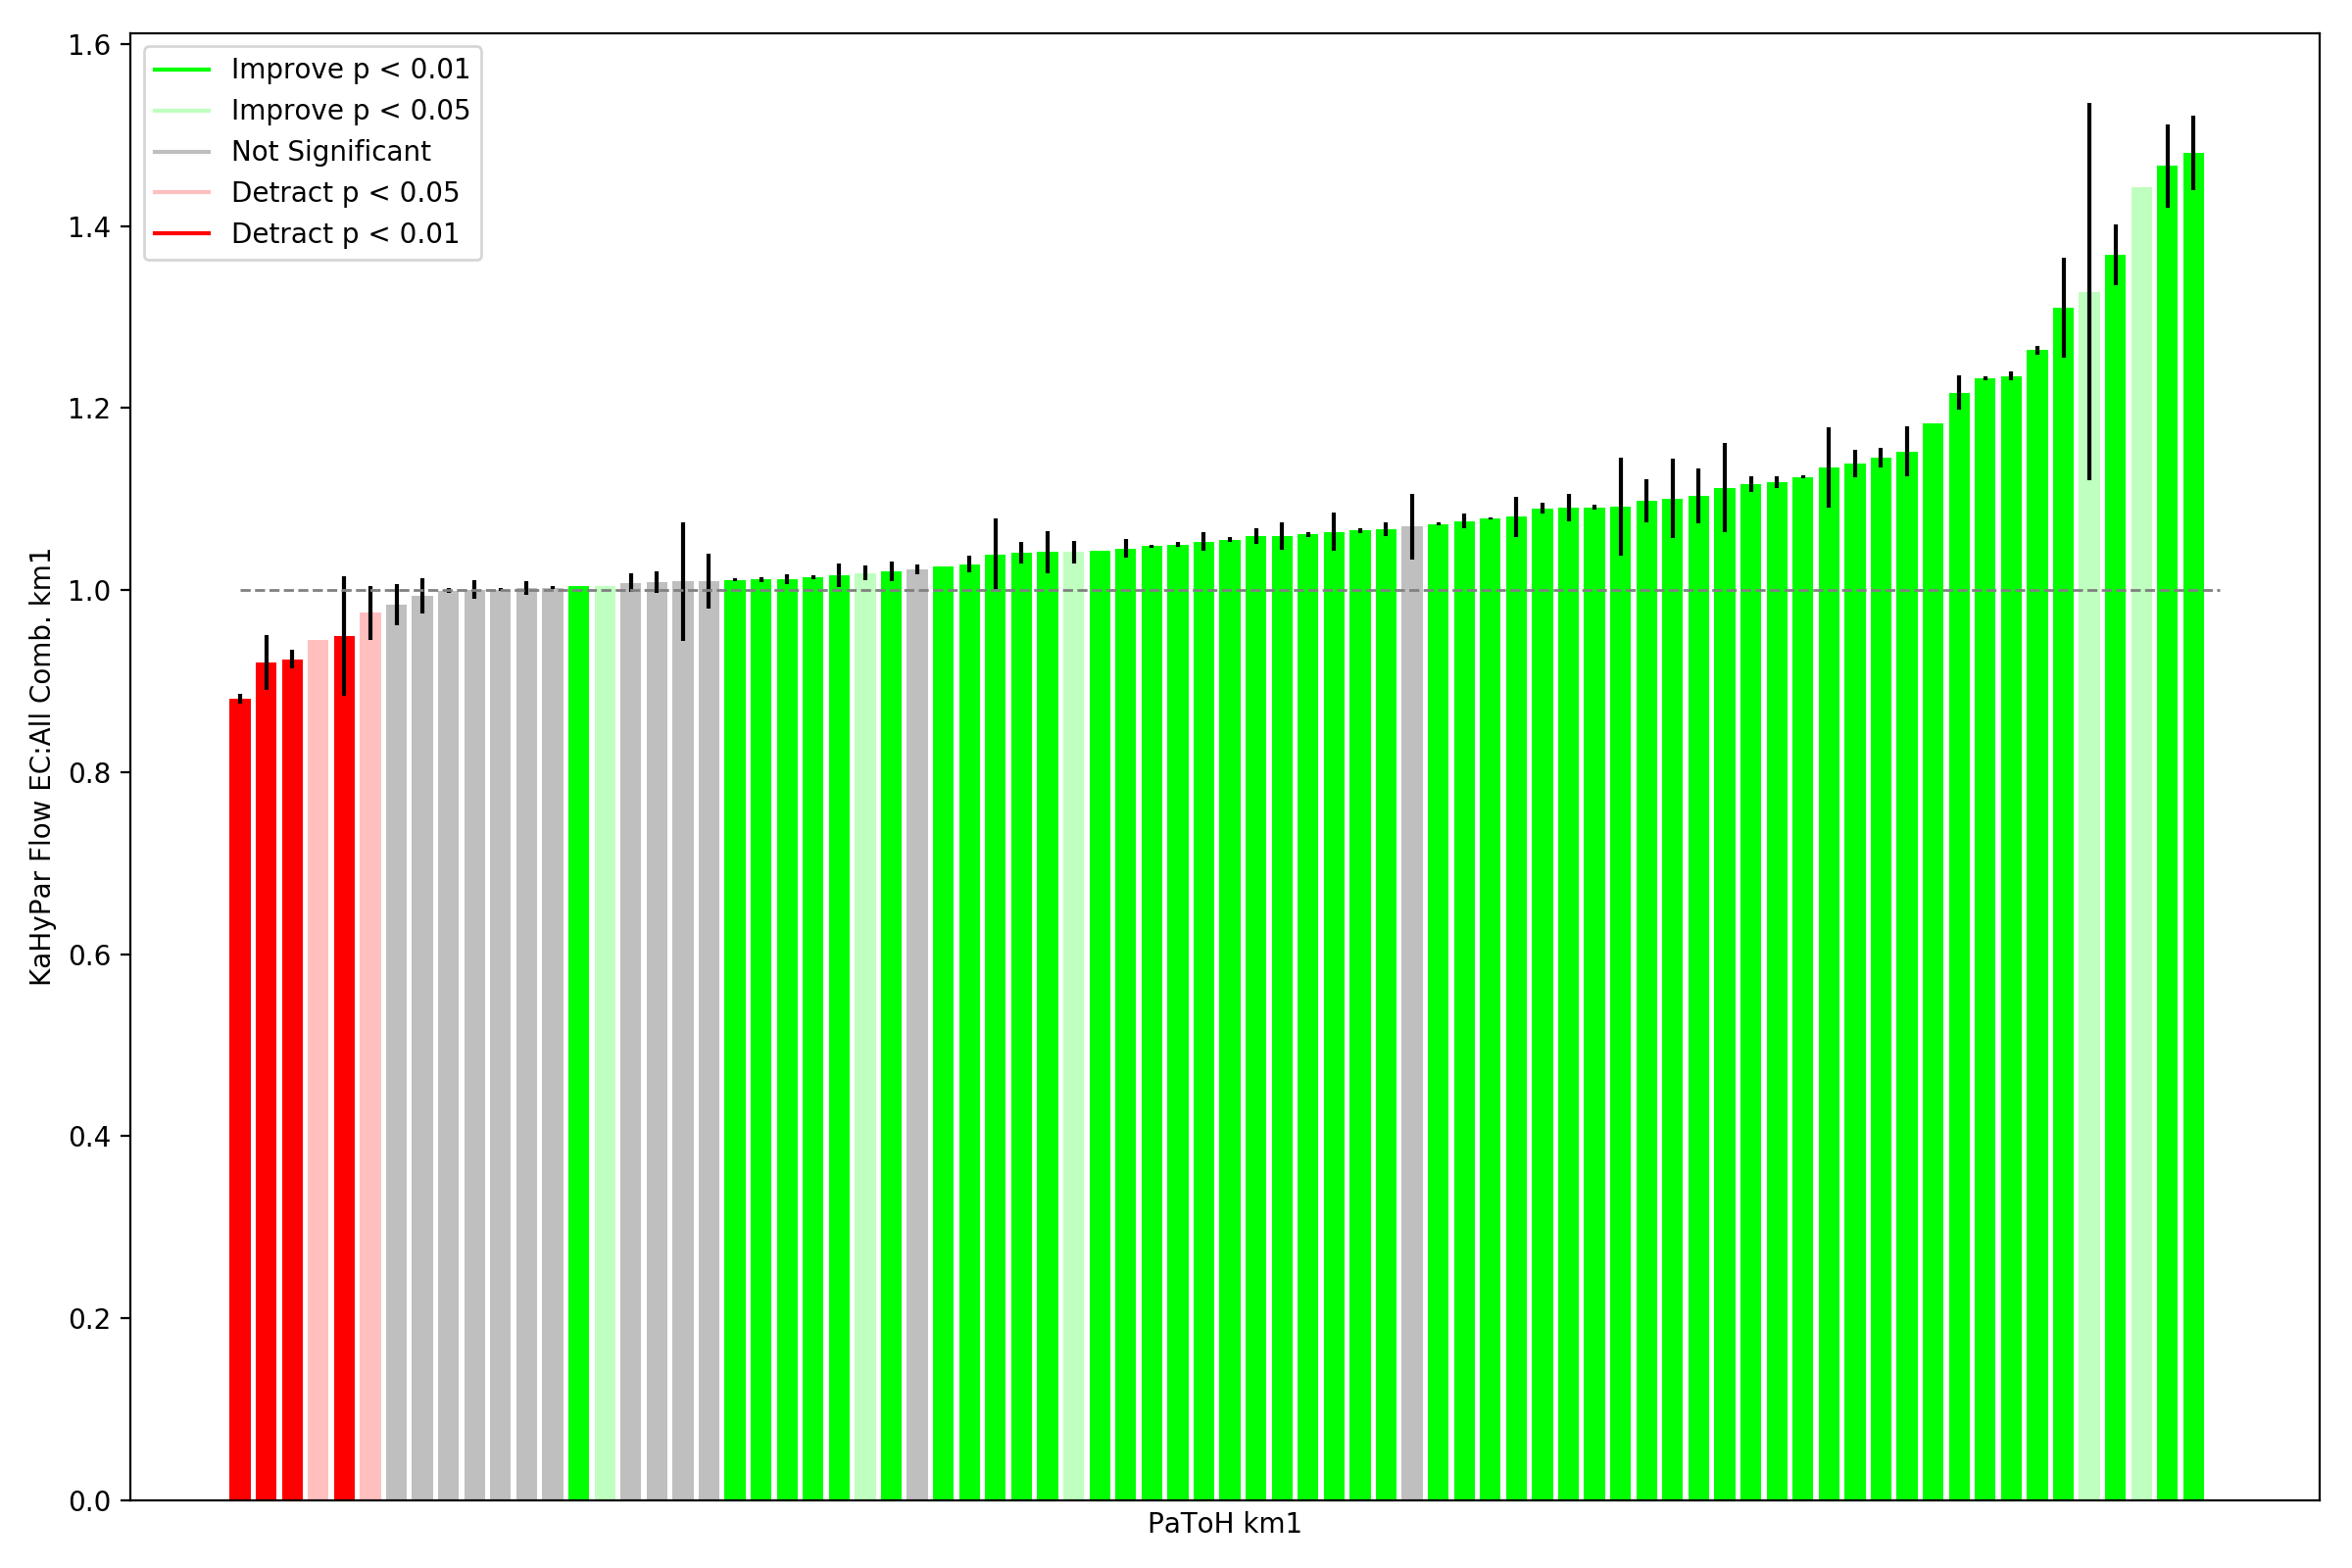 1.6
1.4
1.2
1.0
0.8
0.6
0.4
0.2
0.0
KaHyPar Flow EC:All Comb. km1
Improve p < 0.01
Improve p < 0.05
Not Significant
Detract p < 0.05
Detract p < 0.01
PaToH km1